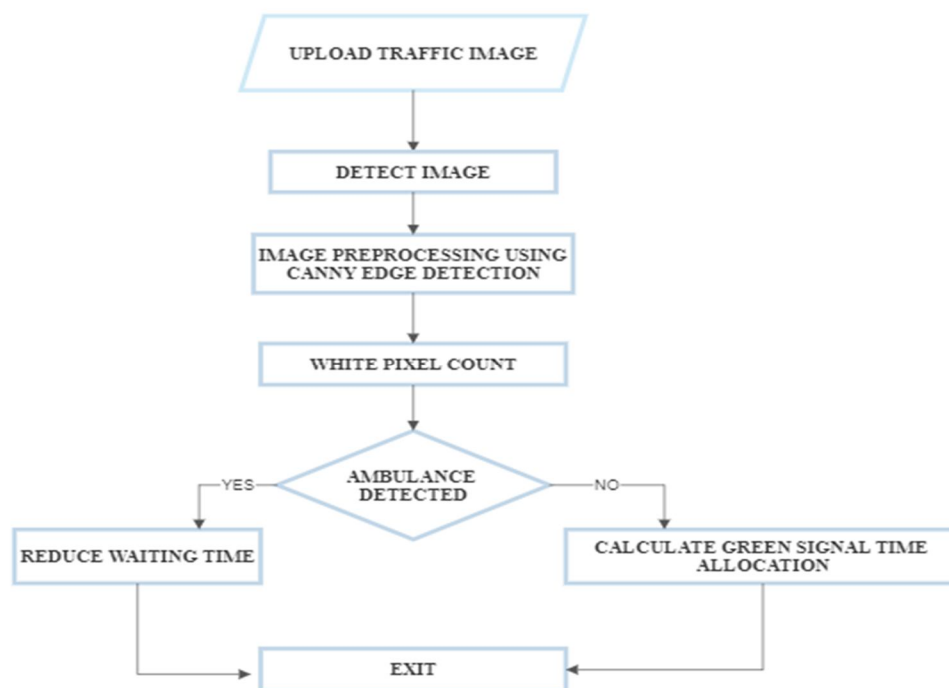 UPLOAD TRAFFIC IMAGE
DETECT IMAGE
IMAGE PREPROCESSING USING
CANNY EDGE DETECTION
WHITE PIXEL COUNT
AMBULANCE
DETECTED
YES
NO
REDUCE WAITING TIME
CALCULATE GREEN SIGNAL TIME
ALLOCATION
EXIT